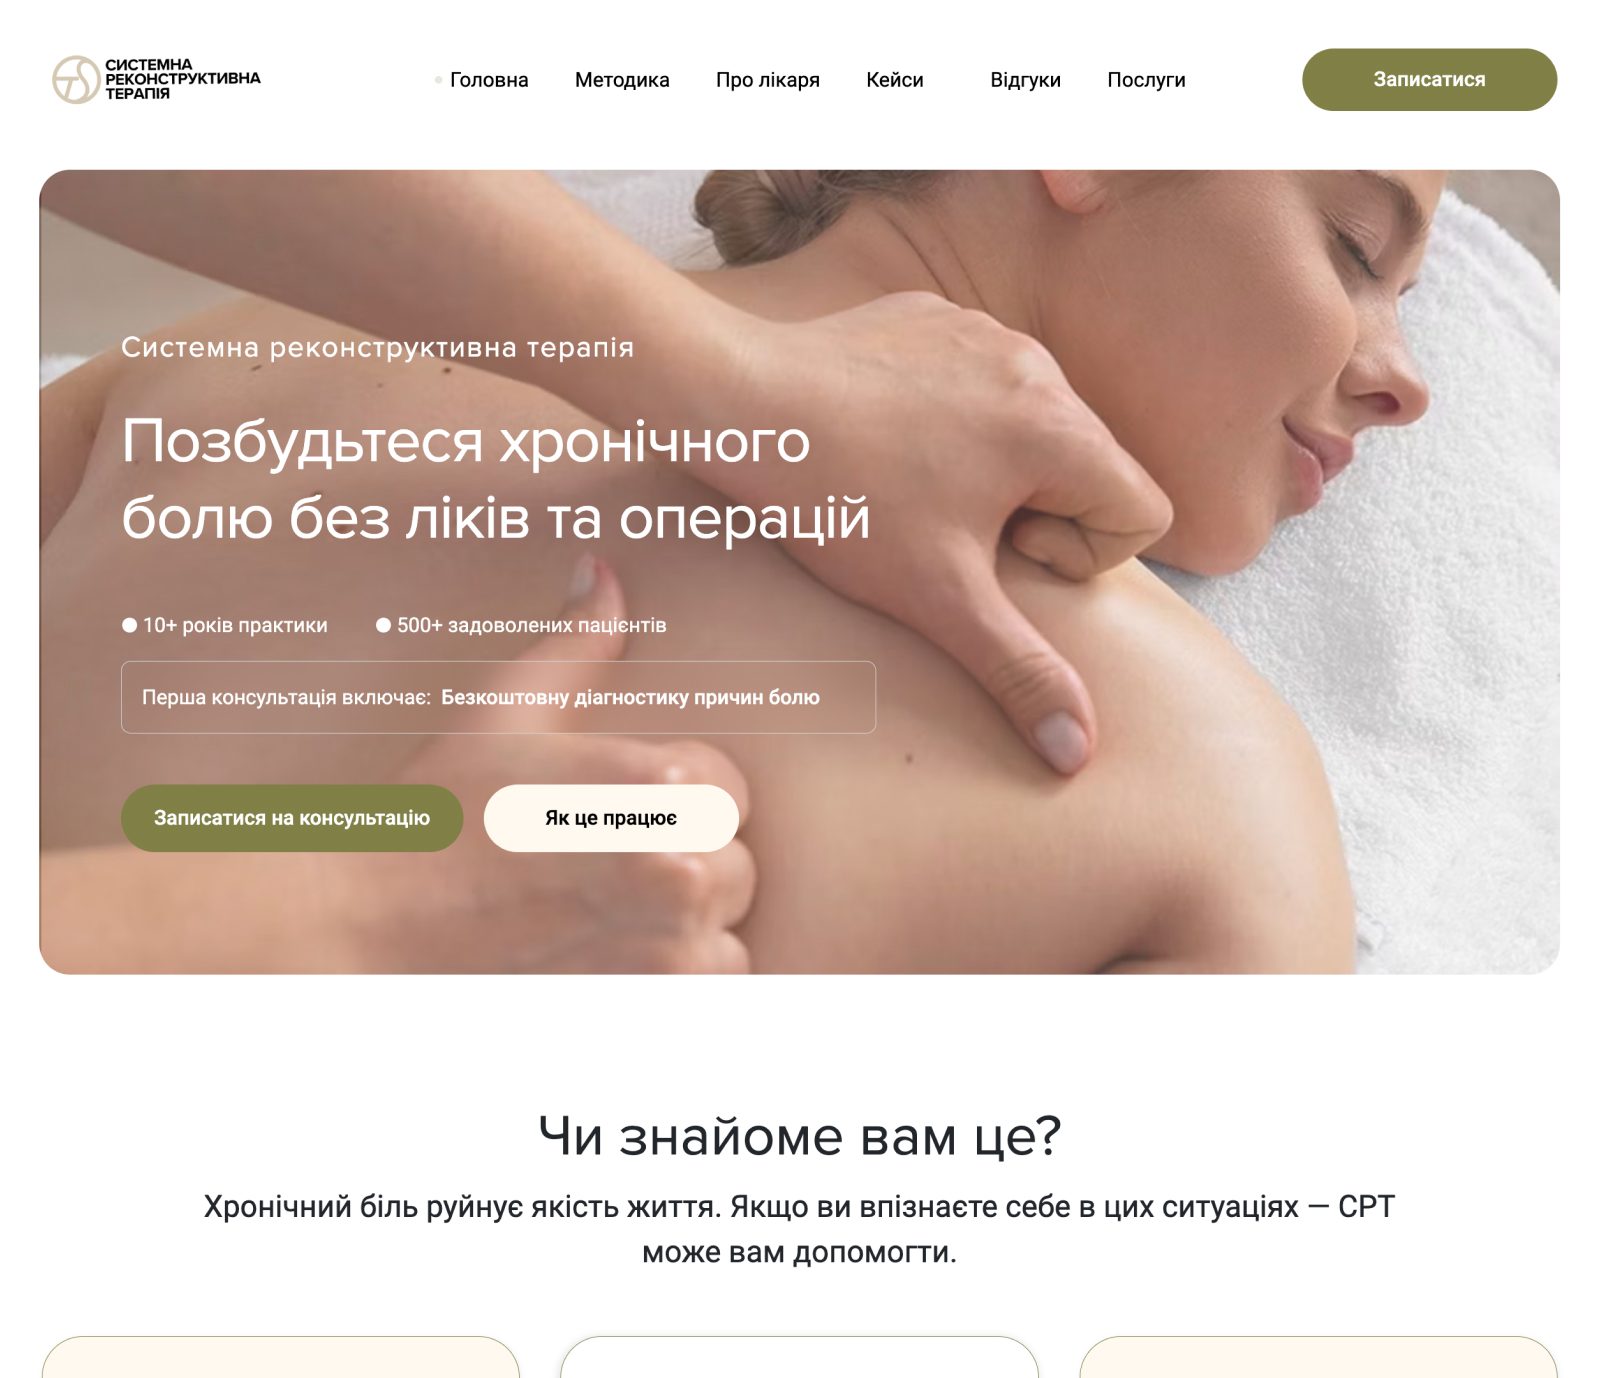 СИСТЕМНА
РЕКОНСТРУКТИВНА
ТЕРАПІЯ
Головна Методика Про лікаря Кейси Відгуки Послуги
Записатися
Системна реконструктивна терапія
Позбудьтеся хронічного
болю без ліків та операцій
10+ років практики 500+ задоволених пацієнтів
Перша консультація включає: Безкоштовну діагностику причин болю
Записатися на консультацію Як це працює
Чи знайоме вам це?
Хронічний біль руйнує якість життя. Якщо ви впізнаєте себе в цих ситуаціях — СРТ
може вам допомогти.